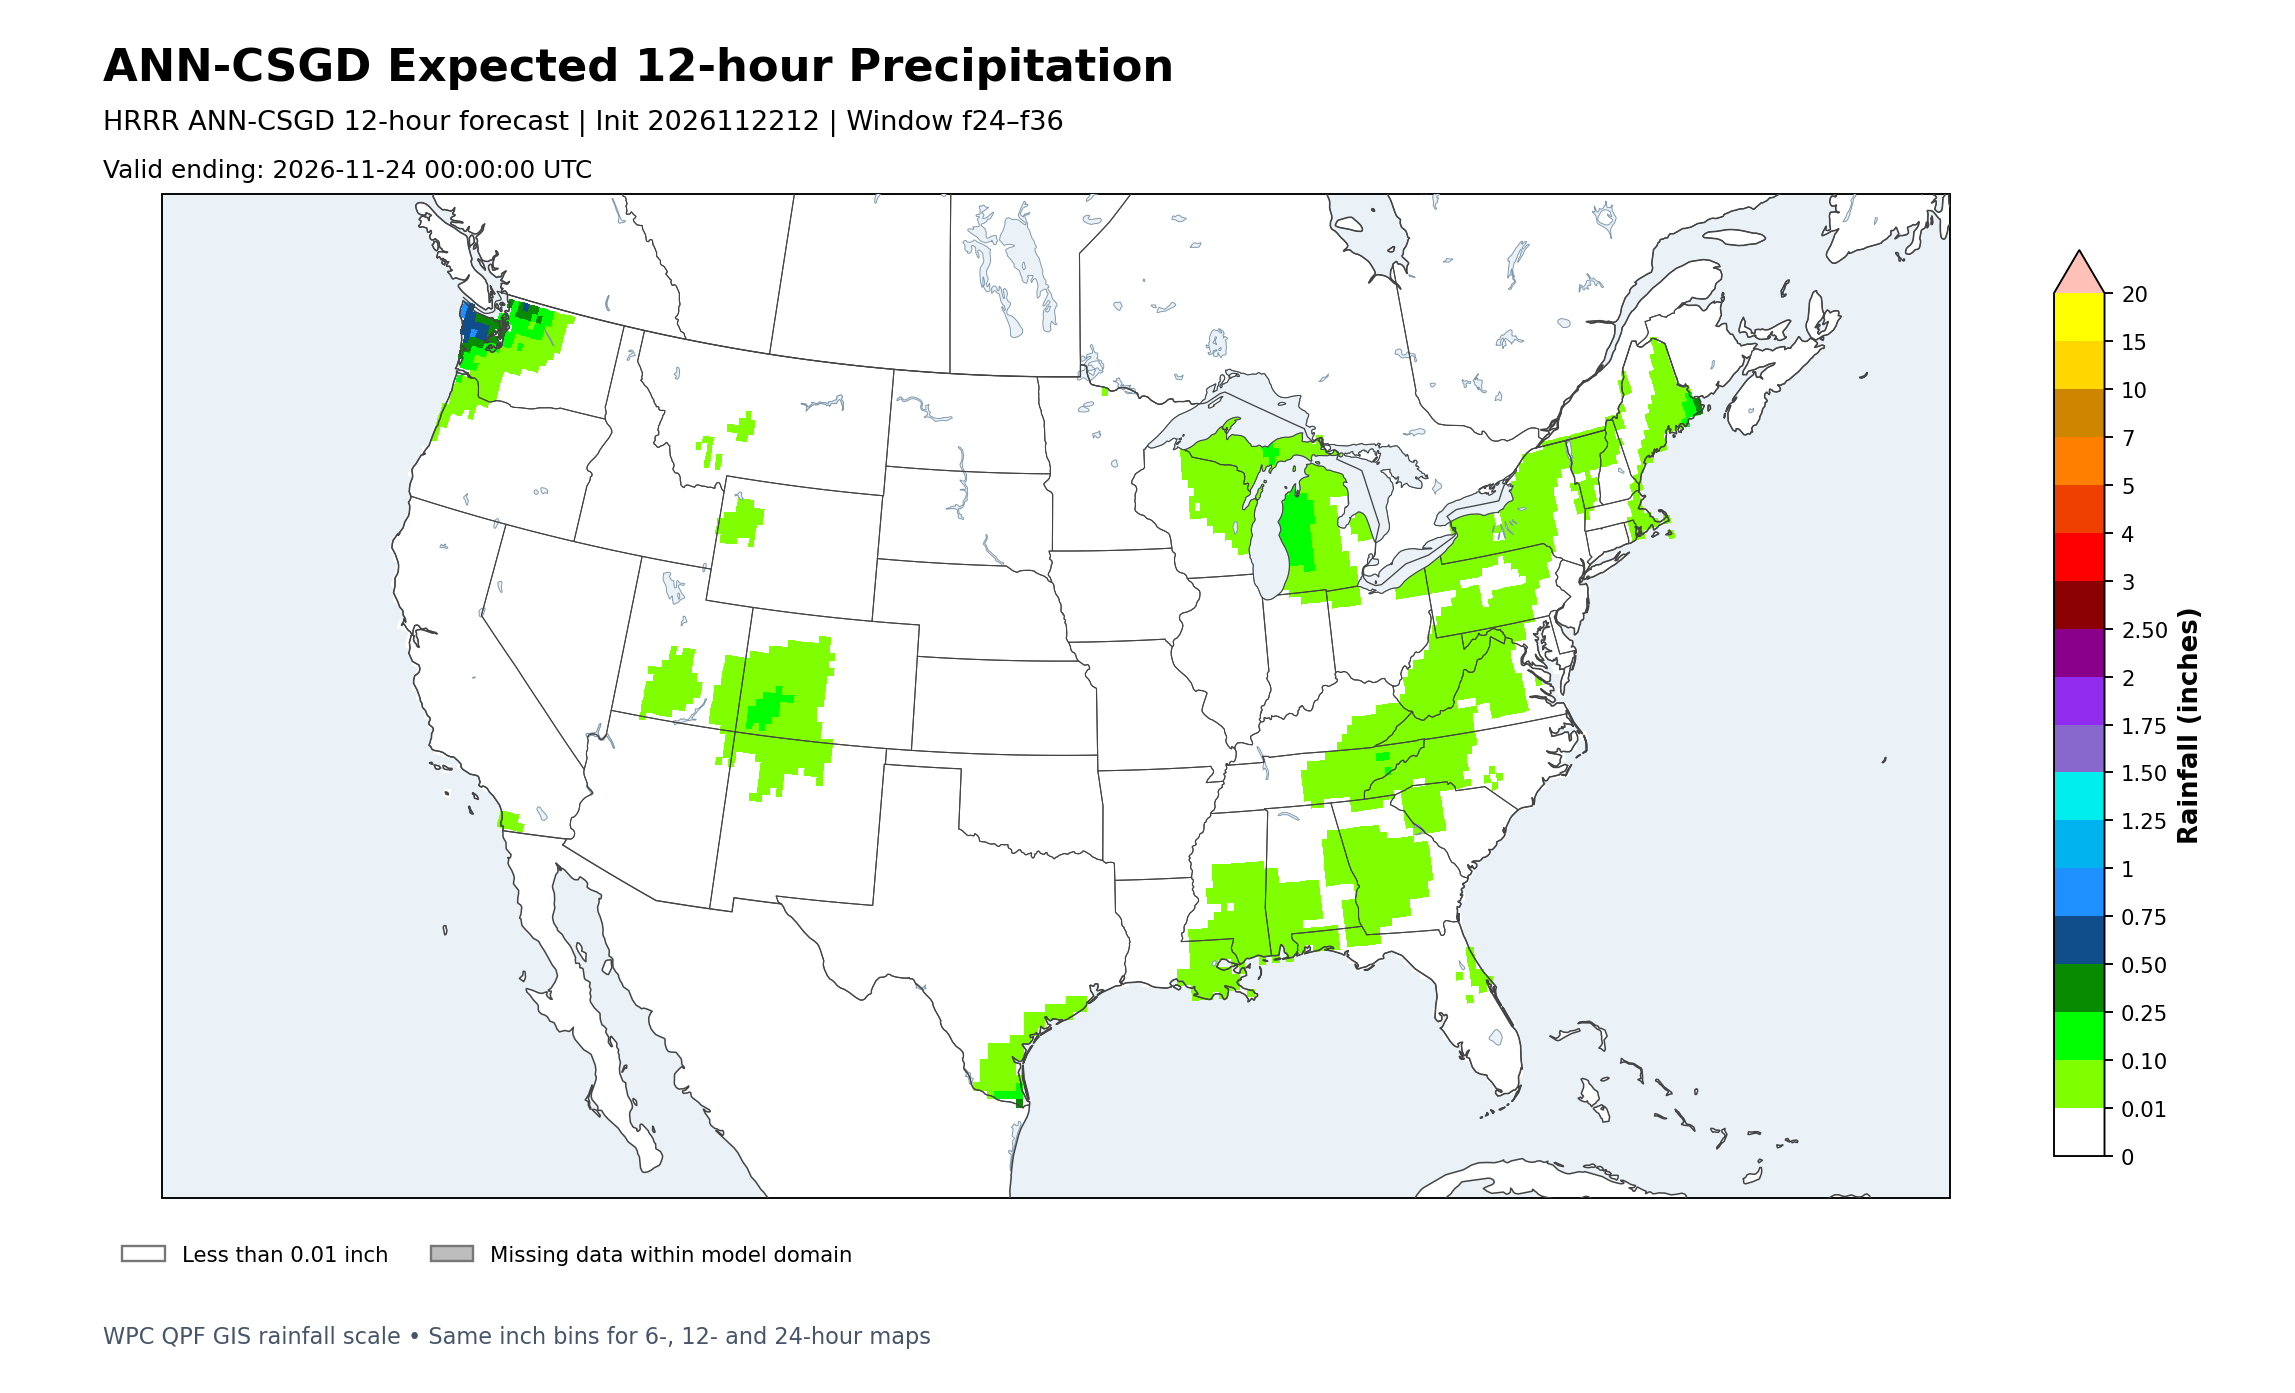 ANN-CSGD Expected 12-hour Precipitation
HRRR ANN-CSGD 12-hour forecast | Init 2026112212 | Window f24–f36
Valid ending: 2026-11-24 00:00:00 UTC
20
15
10
7
5
4
3
2.50
2
1.75
1.50
1.25
1
0.75
0.50
0.25
0.10
0.01
0
Rainfall (inches)
Less than 0.01 inch
Missing data within model domain
WPC QPF GIS rainfall scale • Same inch bins for 6-, 12- and 24-hour maps